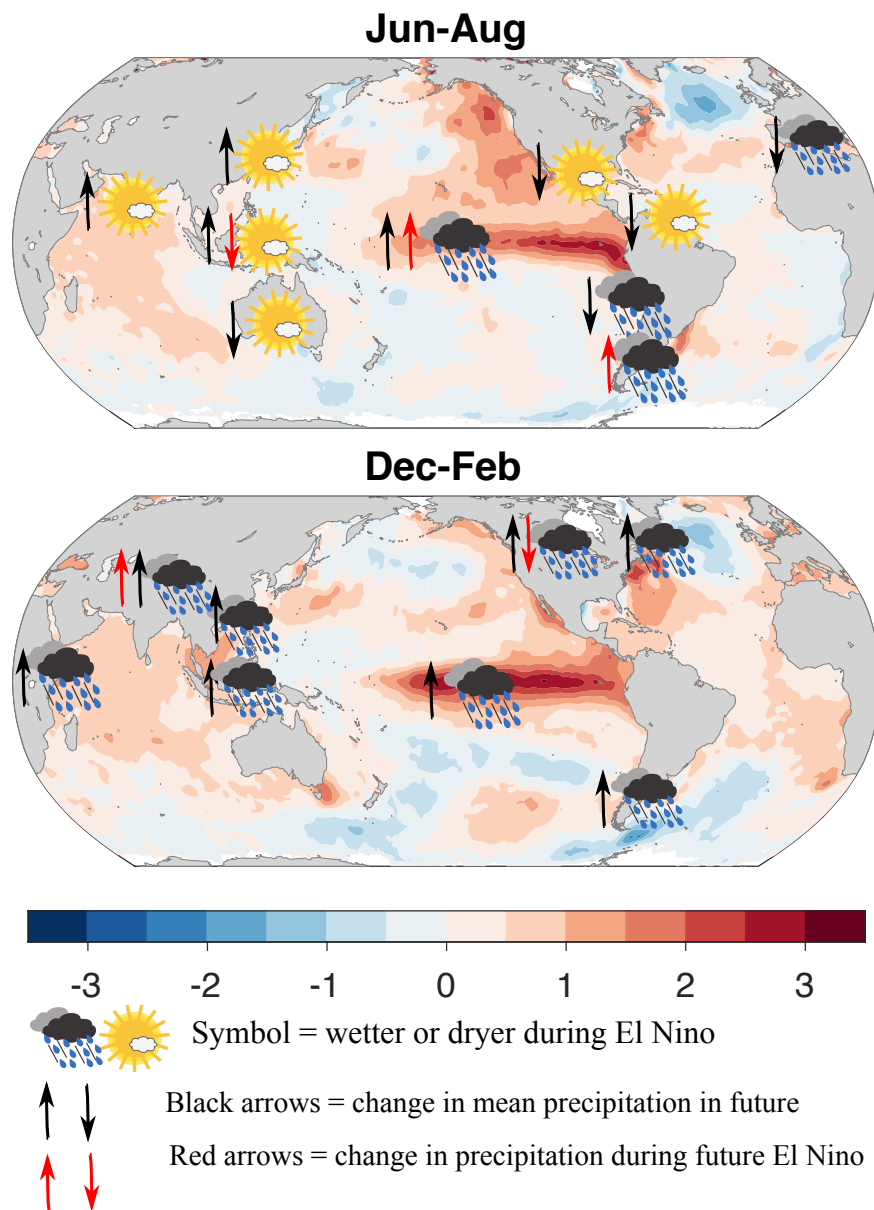 Jun-Aug
Dec-Feb
-3 -2 -1 0 1 2 3
Symbol = wetter or dryer during El Nino
Black arrows = change in mean precipitation in future
Red arrows = change in precipitation during future El Nino